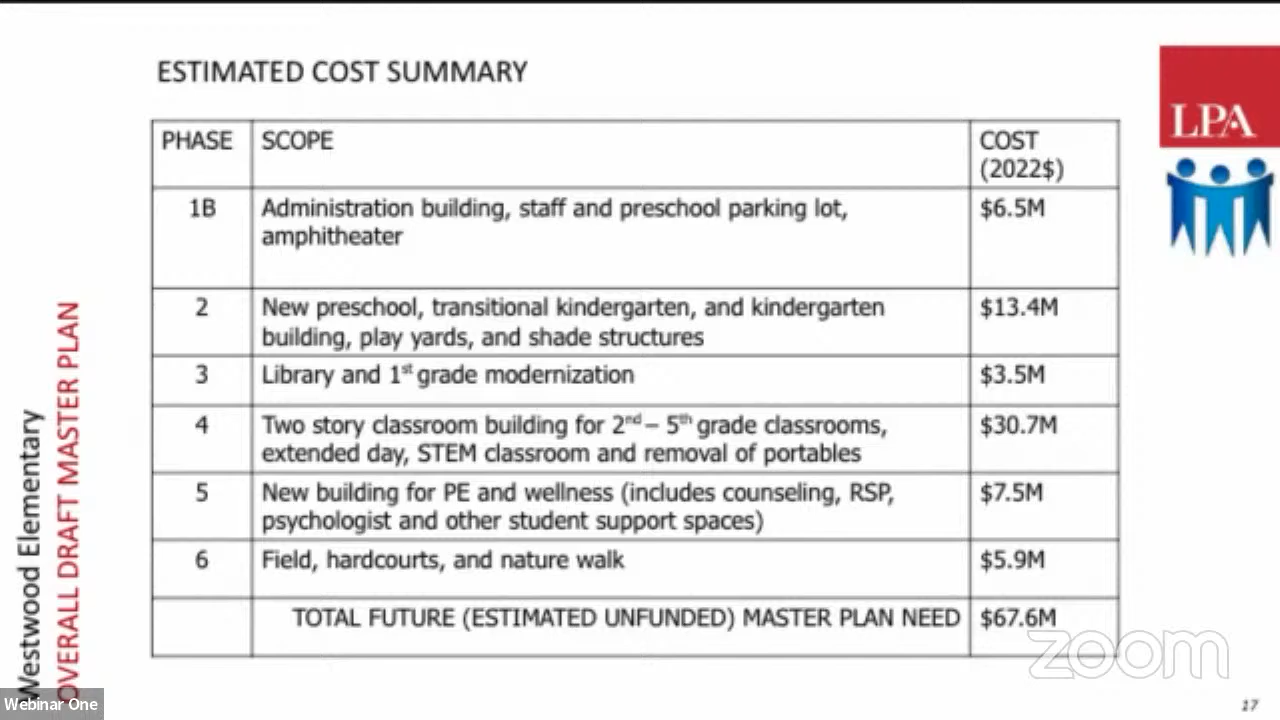 ESTIMATED COST SUMMARY
LPA
PHASE
SCOPE
COST
(2022$)
1B
Administration building, staff and preschool parking lot,
amphitheater
$6.5M
2
New preschool, transitional kindergarten, and kindergarten
building, play yards, and shade structures
$13.4M
3
Library and 1st grade modernization
$3.5M
4
Two story classroom building for 2nd – 5th grade classrooms,
extended day, STEM classroom and removal of portables
$30.7M
5
New building for PE and wellness (includes counseling, RSP,
psychologist and other student support spaces)
$7.5M
6
Field, hardcourts, and nature walk
$5.9M
TOTAL FUTURE (ESTIMATED UNFUNDED) MASTER PLAN NEED
$67.6M
Westwood Elementary
OVERALL DRAFT MASTER PLAN
zoom
Webinar One
17